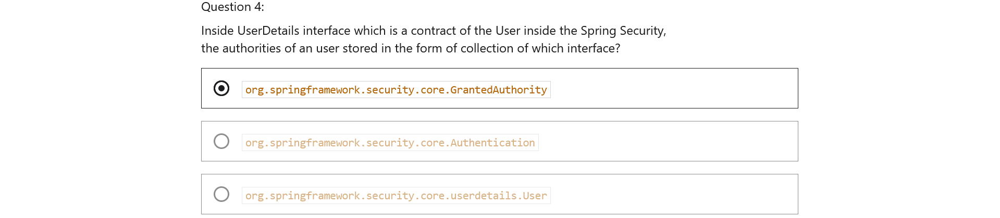 Question 4:
Inside UserDetails interface which is a contract of the User inside the Spring Security,
the authorities of an user stored in the form of collection of which interface?
org.springframework.security.core.GrantedAuthority
org.springframework.security.core.Authentication
org.springframework.security.core.userdetails.User